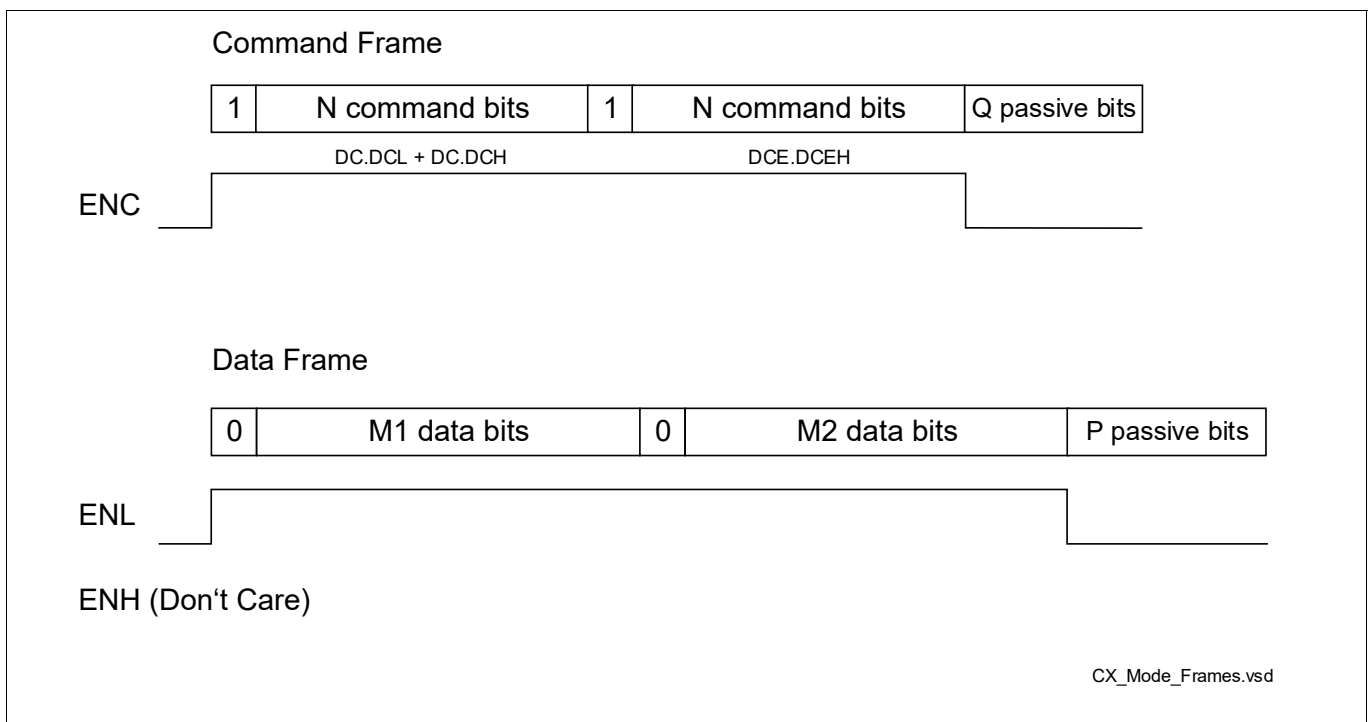 Command Frame
1 N command bits 1 N command bits Q passive bits
DC.DCL + DC.DCH DCE.DCEH
ENC
Data Frame
0 M1 data bits 0 M2 data bits P passive bits
ENL
ENH (Don‘t Care)
CX_Mode_Frames.vsd